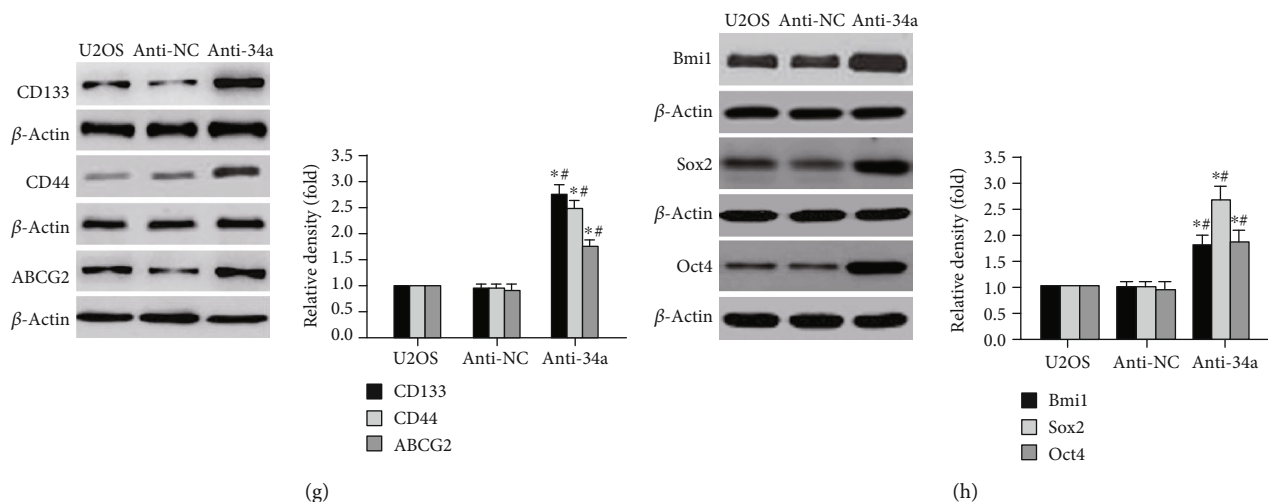 U2OS Anti-NC Anti-34a
CD133
β-Actin
CD44
β-Actin
ABCG2
β-Actin
Relative density (fold)
3.5
3.0
2.5
2.0
1.5
1.0
0.5
0.0
*#
*#
*#
U2OS Anti-NC Anti-34a
CD133
CD44
ABCG2
(g)
U2OS Anti-NC Anti-34a
Bmi1
β-Actin
Sox2
β-Actin
Oct4
β-Actin
Relative density (fold)
3.5
3.0
2.5
2.0
1.5
1.0
0.5
0.0
*#
*#
*#
U2OS Anti-NC Anti-34a
Bmi1
Sox2
Oct4
(h)